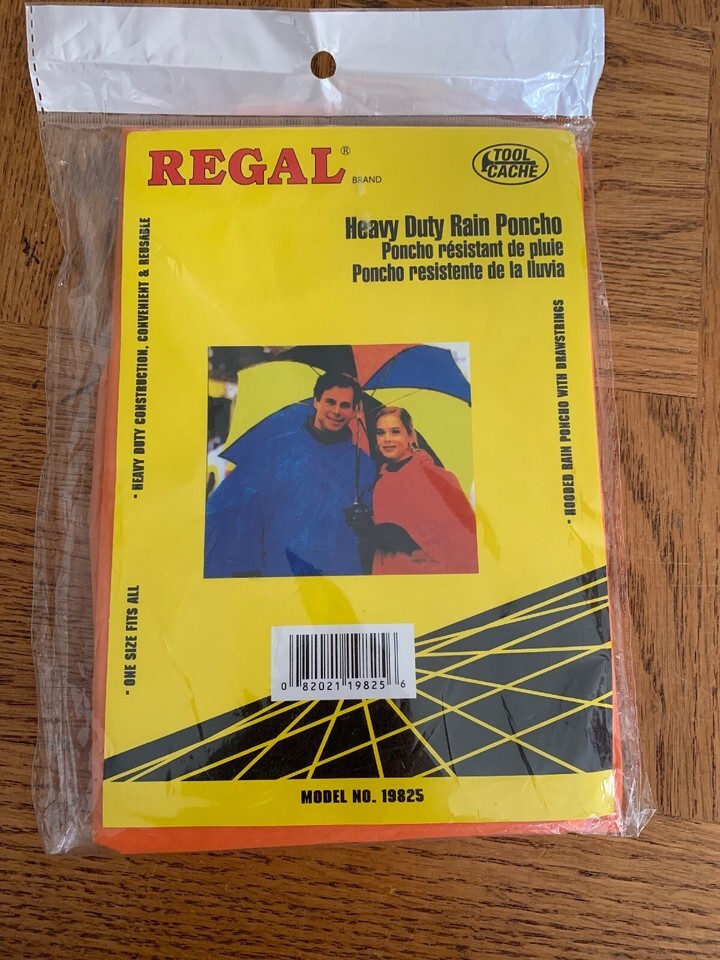 REGAL®
BRAND
TOOL
CACHE
Heavy Duty Rain Poncho
Poncho résistant de pluie
Poncho resistente de la lluvia
• HEAVY DUTY CONSTRUCTION, CONVENIENT & REUSABLE
• HOODED RAIN PONCHO WITH DRAWSTRINGS
• ONE SIZE FITS ALL
0 82021 19825 6
MODEL NO. 19825